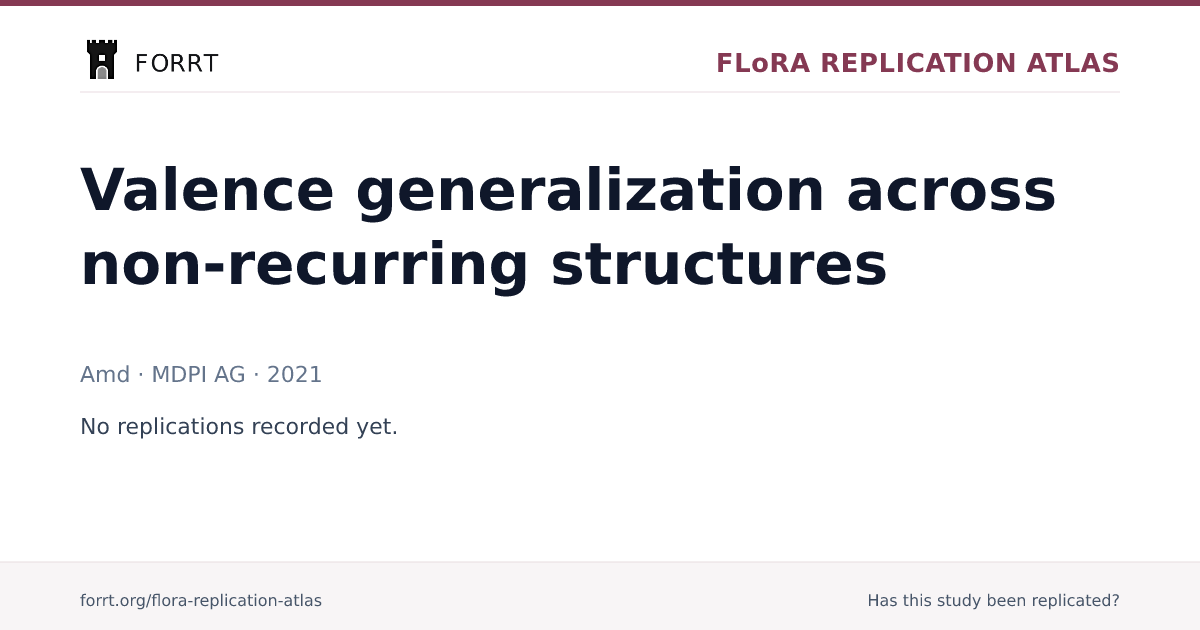 FORRT
FLoRA REPLICATION ATLAS
Valence generalization across
non-recurring structures
Amd · MDPI AG · 2021
No replications recorded yet.
forrt.org/flora-replication-atlas
Has this study been replicated?